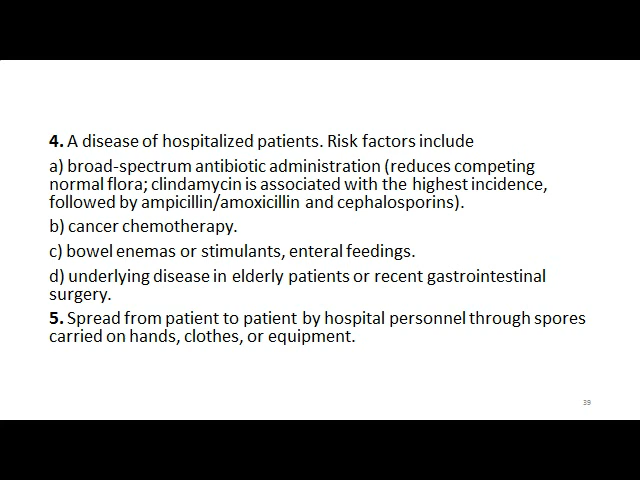 4. A disease of hospitalized patients. Risk factors include
a) broad-spectrum antibiotic administration (reduces competing
normal flora; clindamycin is associated with the highest incidence,
followed by ampicillin/amoxicillin and cephalosporins).
b) cancer chemotherapy.
c) bowel enemas or stimulants, enteral feedings.
d) underlying disease in elderly patients or recent gastrointestinal
surgery.
5. Spread from patient to patient by hospital personnel through spores
carried on hands, clothes, or equipment.
39